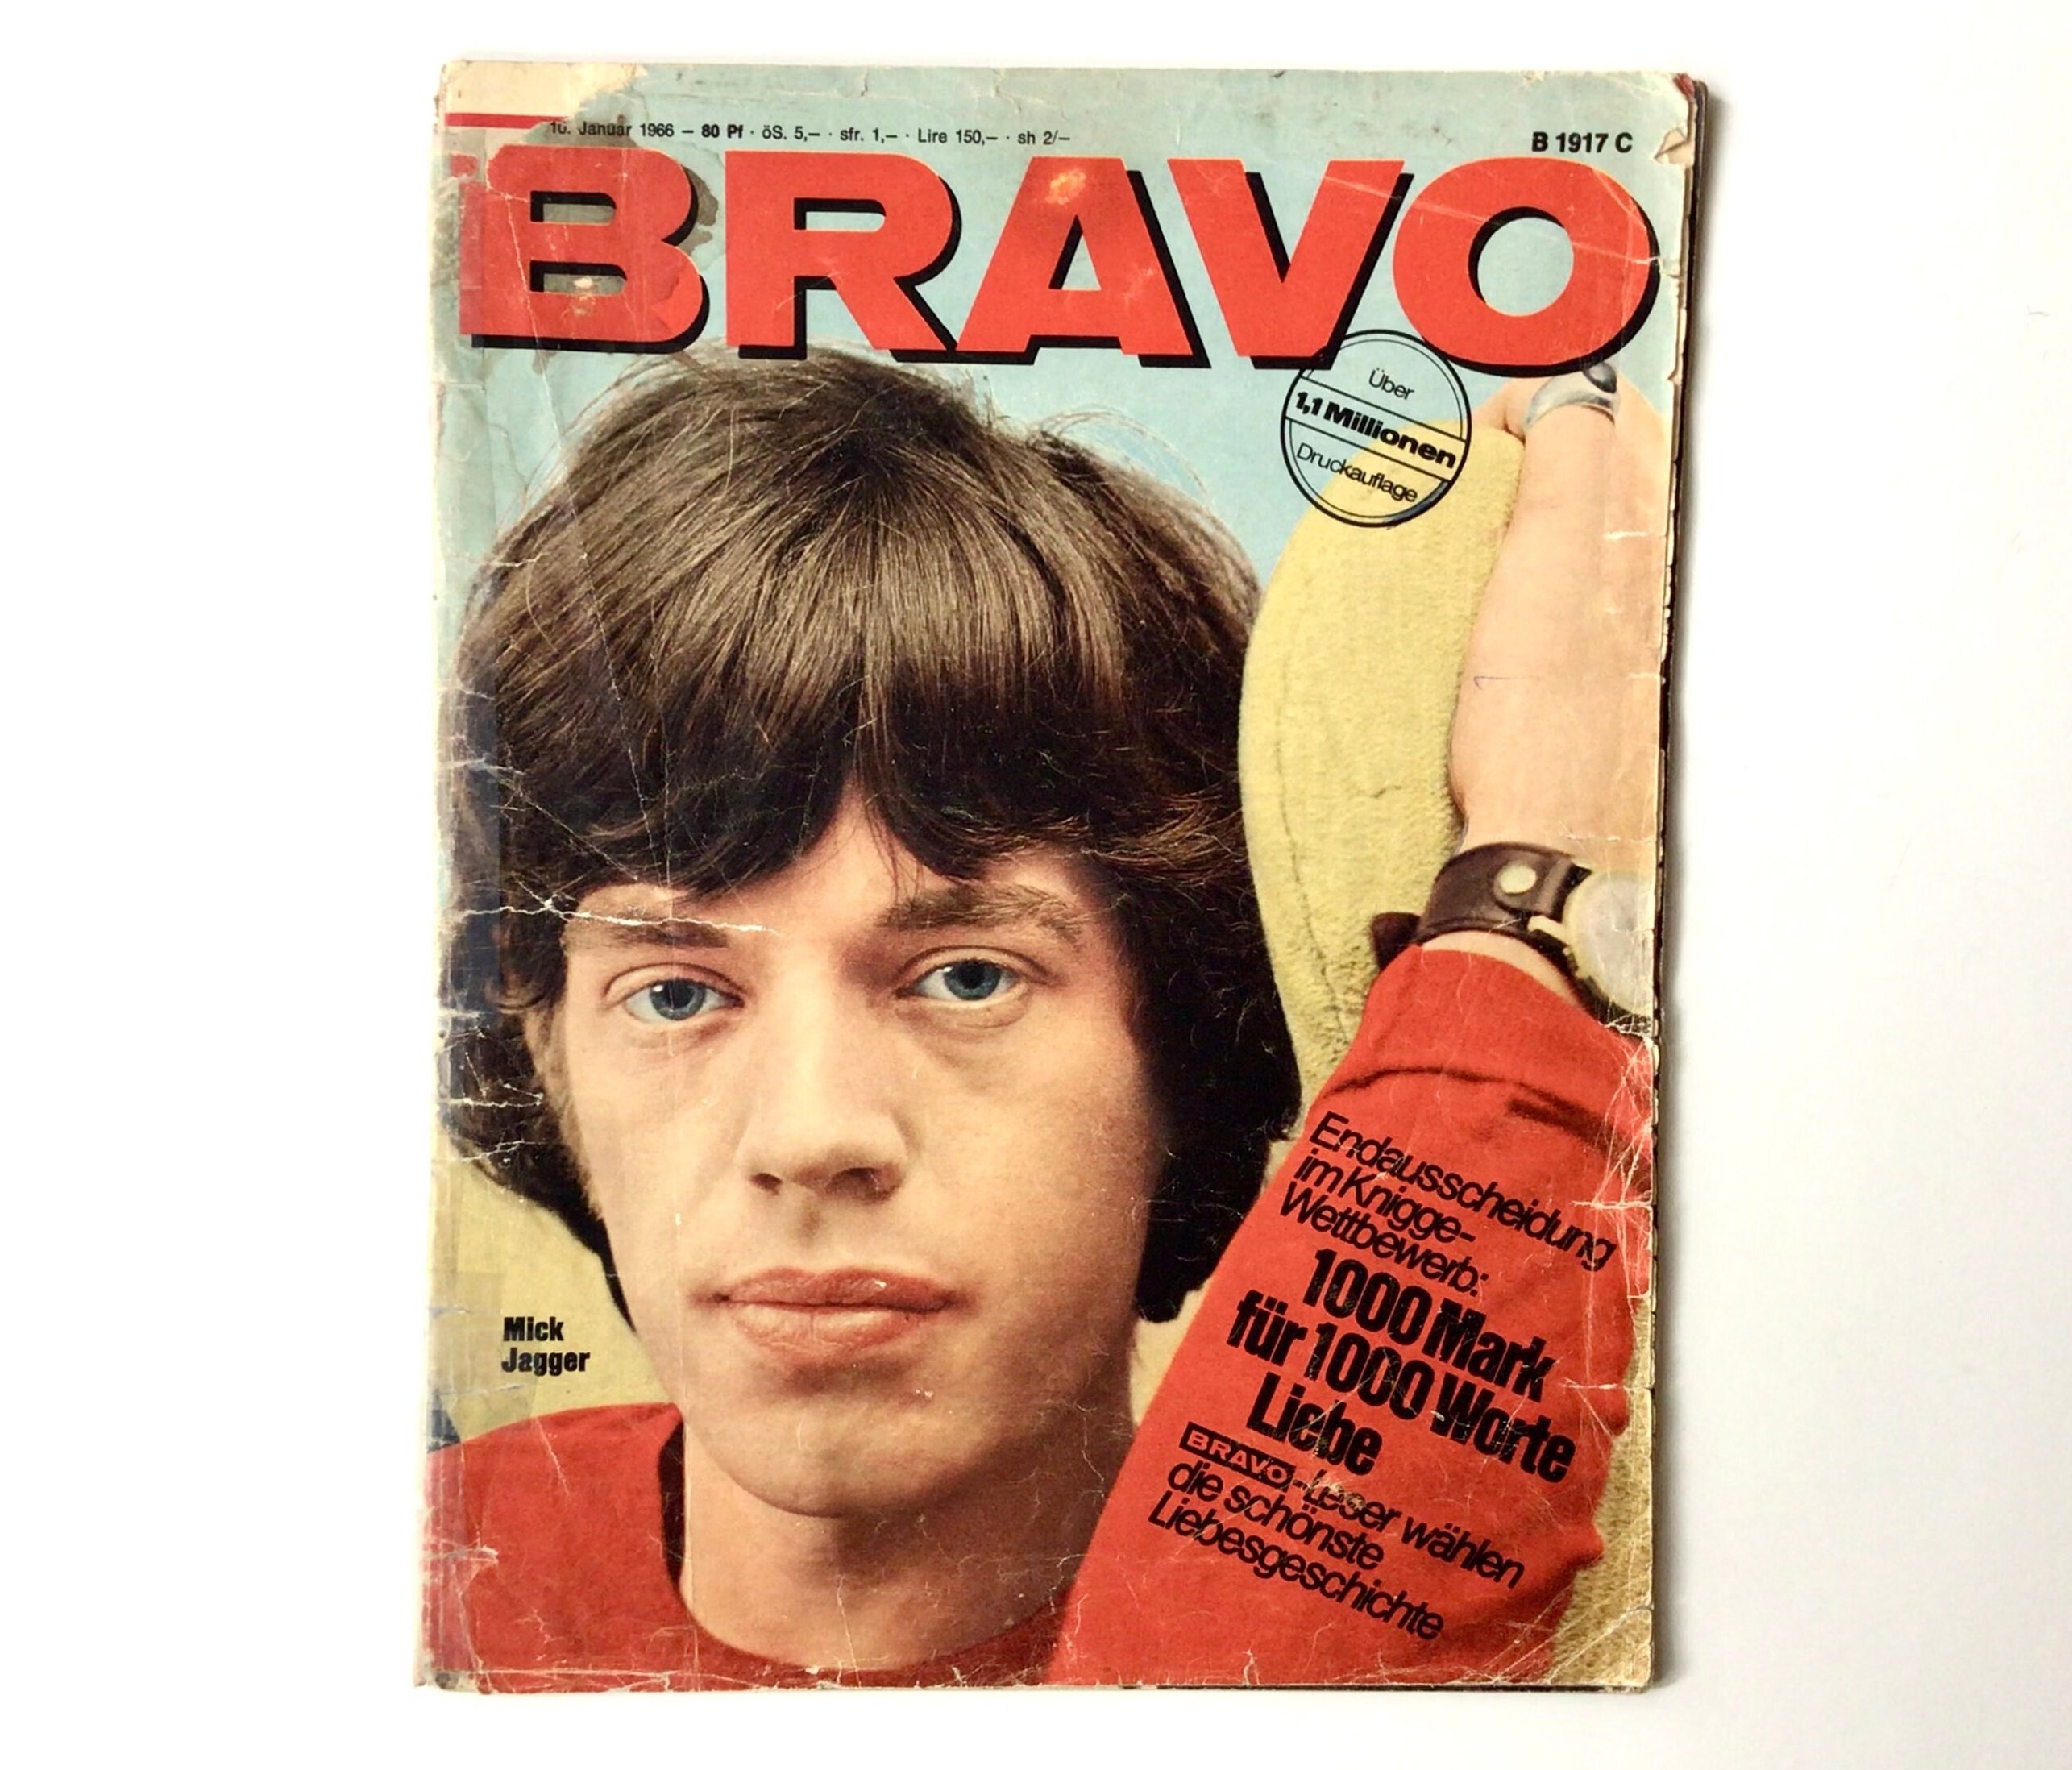 10. Januar 1966 — 80 Pf · öS. 5,— · sfr. 1,— · Lire 150,— · sh 2/—
B 1917 C
BRAVO
Über
1,1 Millionen
Druckauflage
Endausscheidung
im Knigge-
Wettbewerb:
1000 Mark
für 1000 Worte
Liebe
BRAVO-Leser wählen
die schönste
Liebesgeschichte
Mick
Jagger